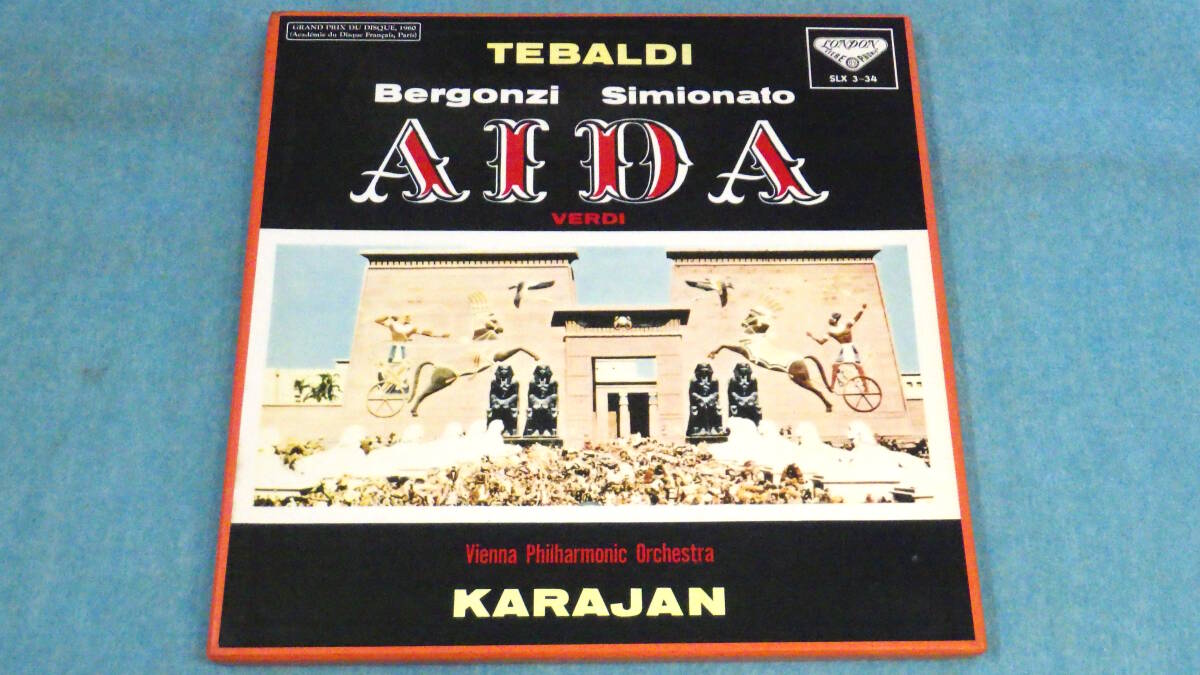 GRAND PRIX DU DISQUE, 1960
(Académie du Disque Français, Paris)
TEBALDI
LONDON
SLX 3-34
Bergonzi Simionato
AIDA
VERDI
Vienna Philharmonic Orchestra
KARAJAN